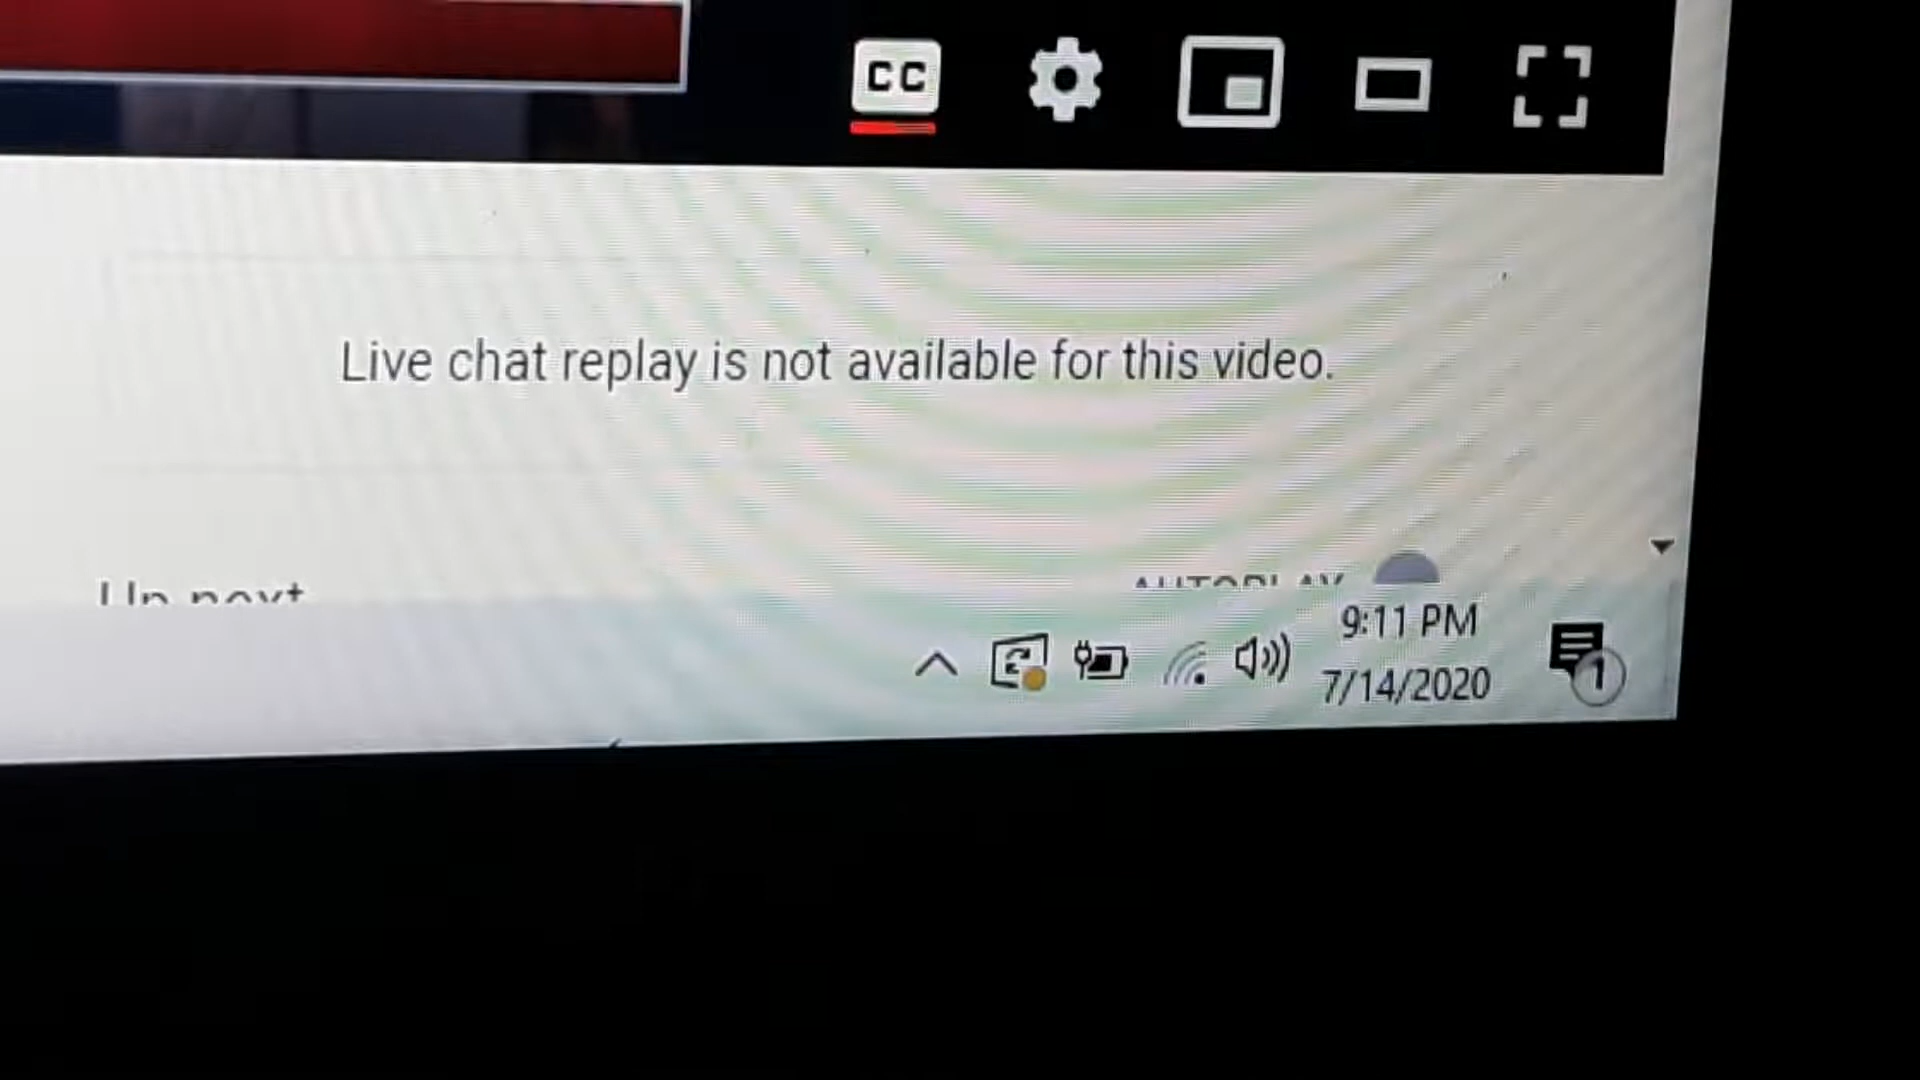 CC
Live chat replay is not available for this video.
Up next
AUTOPLAY
9:11 PM
7/14/2020
1